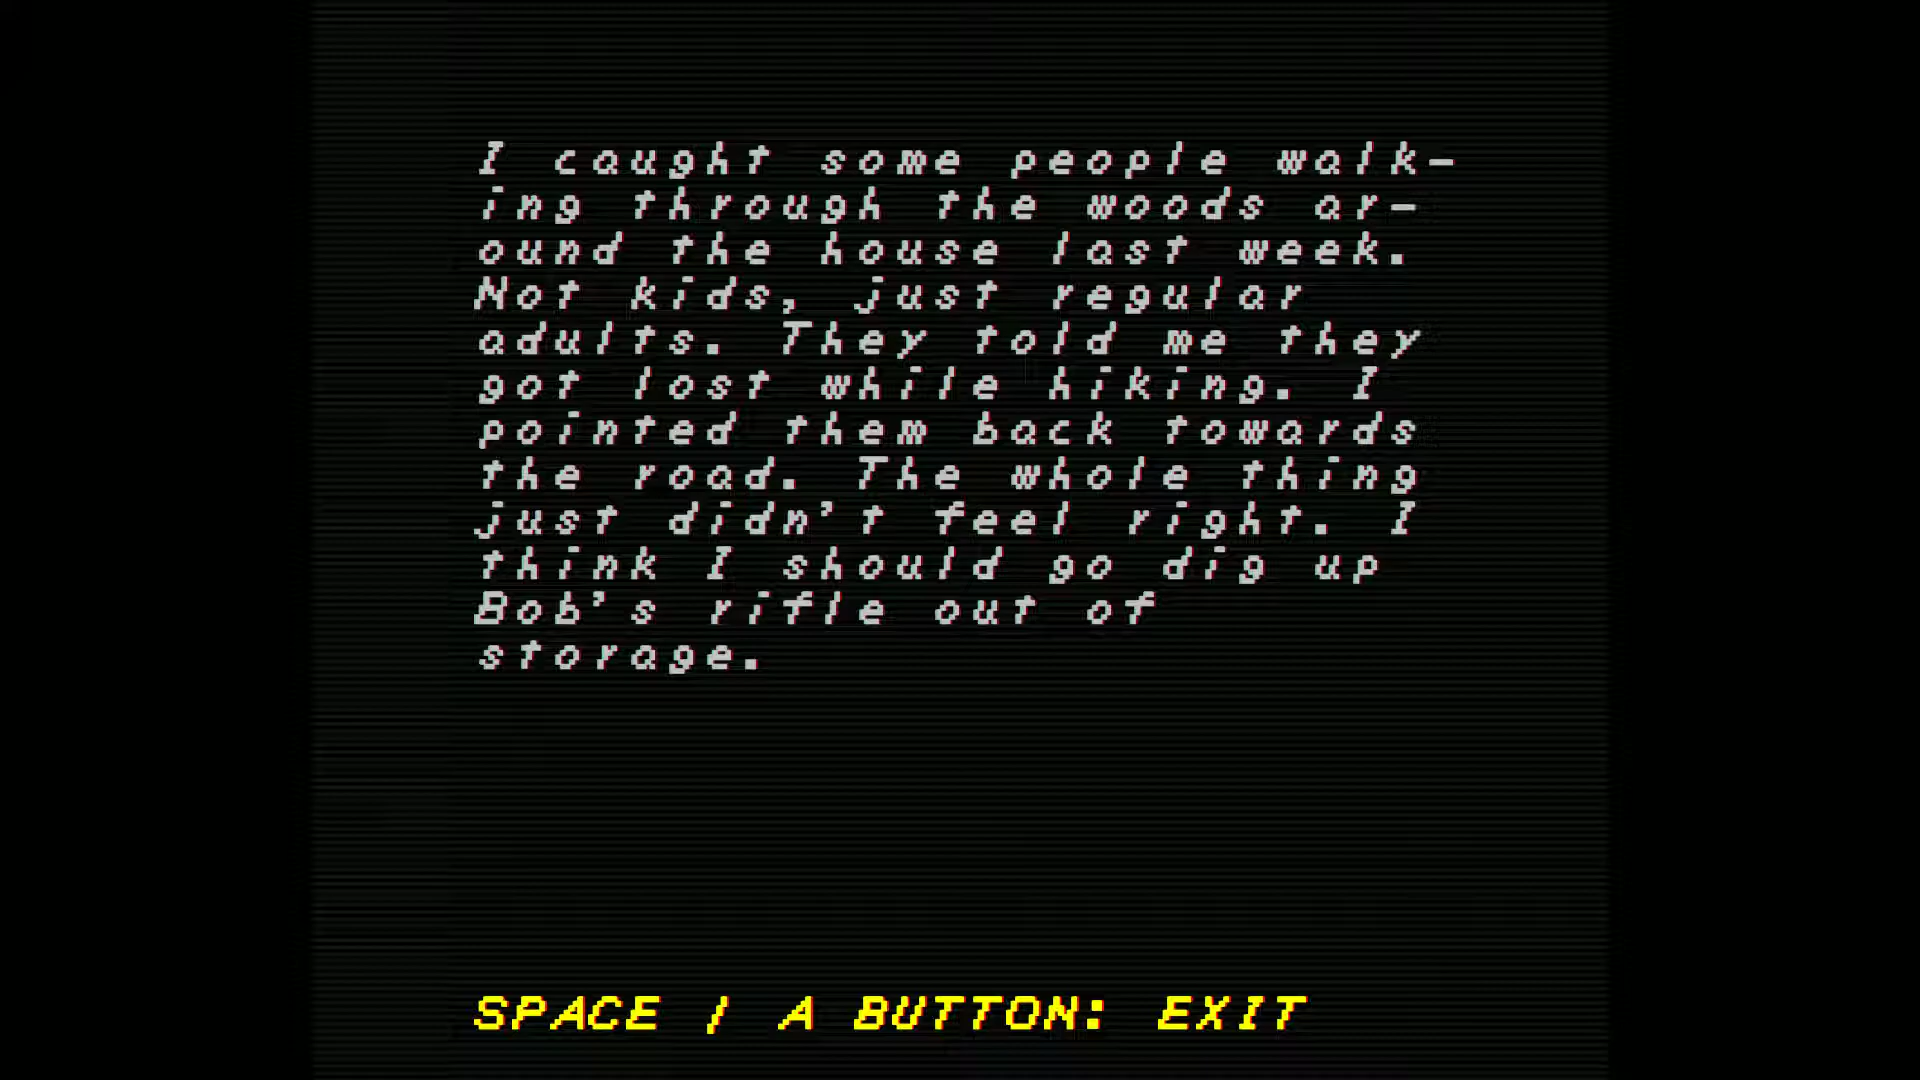 I caught some people walk-
ing through the woods ar-
ound the house last week.
Not kids, just regular
adults. They told me they
got lost while hiking. I
pointed them back towards
the road. The whole thing
just didn't feel right. I
think I should go dig up
Bob's rifle out of
storage.
SPACE / A BUTTON: EXIT